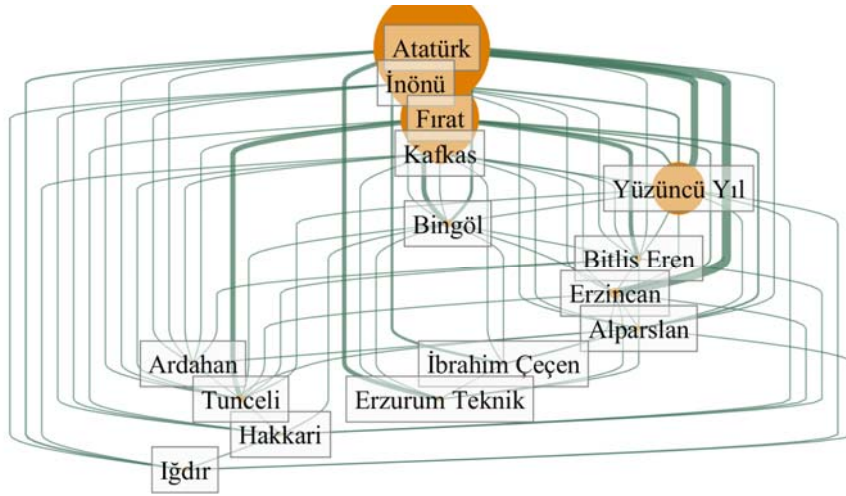 Atatürk
İnönü
Fırat
Kafkas
Yüzüncü Yıl
Bingöl
Bitlis Eren
Erzincan
Alparslan
Ardahan
İbrahim Çeçen
Tunceli
Erzurum Teknik
Hakkari
Iğdır